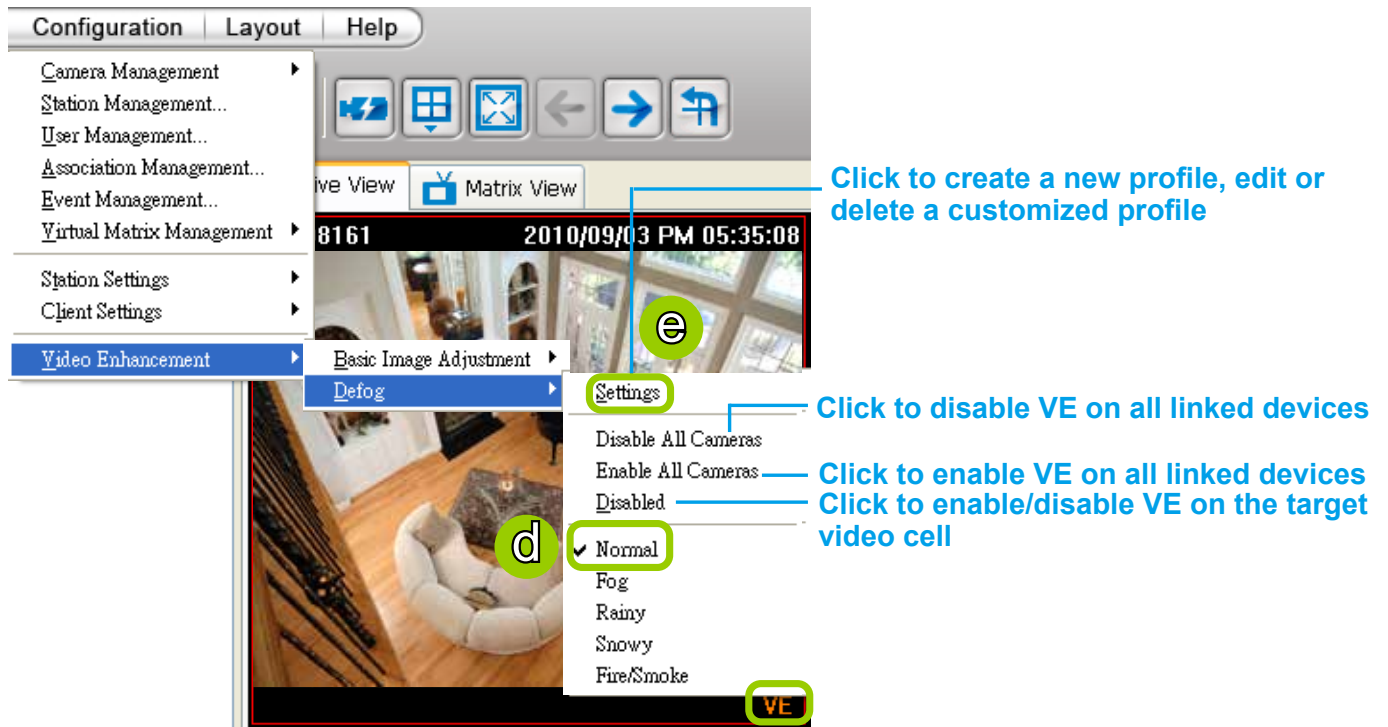 Configuration Layout Help
Camera Management
Station Management...
User Management...
Association Management...
Event Management...
Virtual Matrix Management
Station Settings
Client Settings
Video Enhancement
ive View
Matrix View
8161
2010/09/03 PM 05:35:08
Basic Image Adjustment
Defog
e
Settings
Disable All Cameras
Enable All Cameras
Disabled
d
Normal
Fog
Rainy
Snowy
Fire/Smoke
VE
Click to create a new profile, edit or
delete a customized profile
Click to disable VE on all linked devices
Click to enable VE on all linked devices
Click to enable/disable VE on the target
video cell